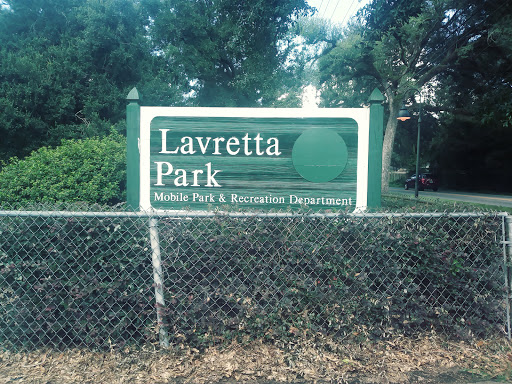 Lavretta
Park
Mobile Park & Recreation Department